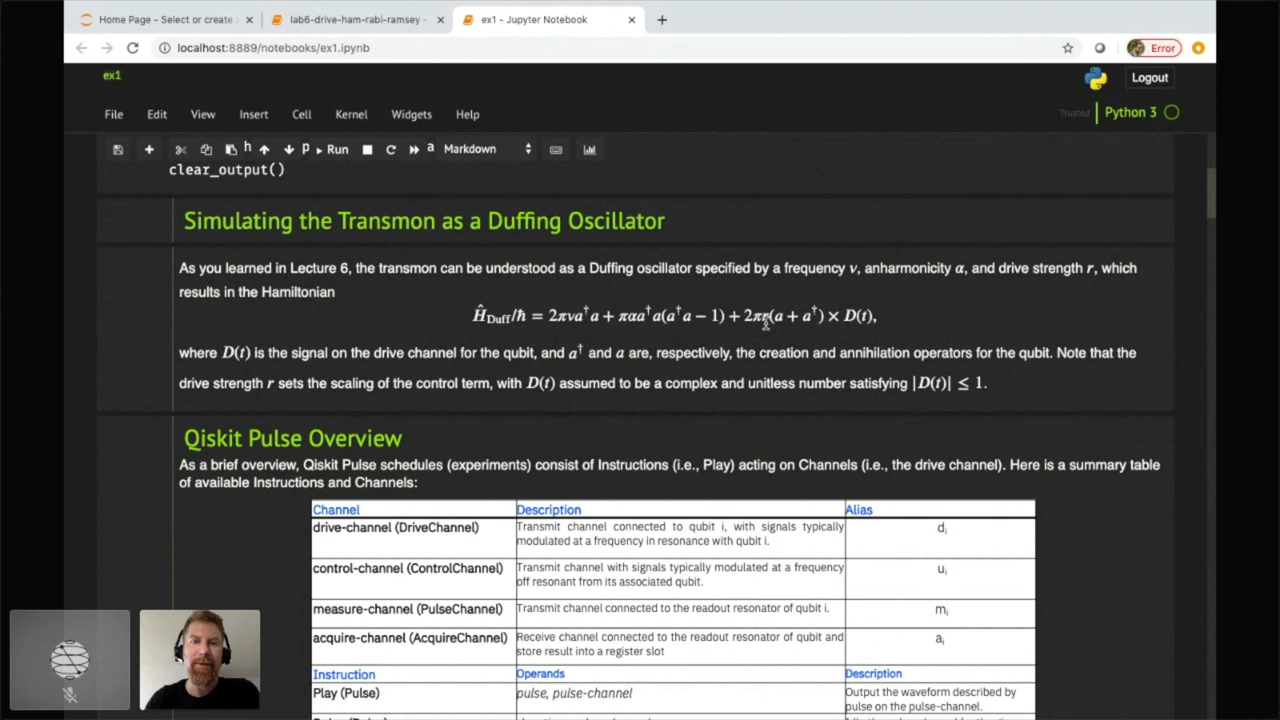 Home Page - Select or create
lab6-drive-ham-rabi-ramsey -
ex1 - Jupyter Notebook
localhost:8889/notebooks/ex1.ipynb
Error
ex1
Logout
File Edit View Insert Cell Kernel Widgets Help
Trusted
Python 3
h p Run a Markdown
clear_output()
Simulating the Transmon as a Duffing Oscillator
As you learned in Lecture 6, the transmon can be understood as a Duffing oscillator specified by a frequency ν, anharmonicity α, and drive strength r, which
results in the Hamiltonian
Ĥ_Duff/ℏ = 2πνa†a + παa†a(a†a − 1) + 2πr(a + a†) × D(t),
where D(t) is the signal on the drive channel for the qubit, and a† and a are, respectively, the creation and annihilation operators for the qubit. Note that the
drive strength r sets the scaling of the control term, with D(t) assumed to be a complex and unitless number satisfying |D(t)| ≤ 1.
Qiskit Pulse Overview
As a brief overview, Qiskit Pulse schedules (experiments) consist of Instructions (i.e., Play) acting on Channels (i.e., the drive channel). Here is a summary table
of available Instructions and Channels:
Channel Description Alias
drive-channel (DriveChannel) Transmit channel connected to qubit i, with signals typically
modulated at a frequency in resonance with qubit i. dᵢ
control-channel (ControlChannel) Transmit channel with signals typically modulated at a frequency
off resonant from its associated qubit. uᵢ
measure-channel (PulseChannel) Transmit channel connected to the readout resonator of qubit i. mᵢ
acquire-channel (AcquireChannel) Receive channel connected to the readout resonator of qubit and
store result into a register slot aᵢ
Instruction Operands Description
Play (Pulse) pulse, pulse-channel Output the waveform described by
pulse on the pulse-channel.